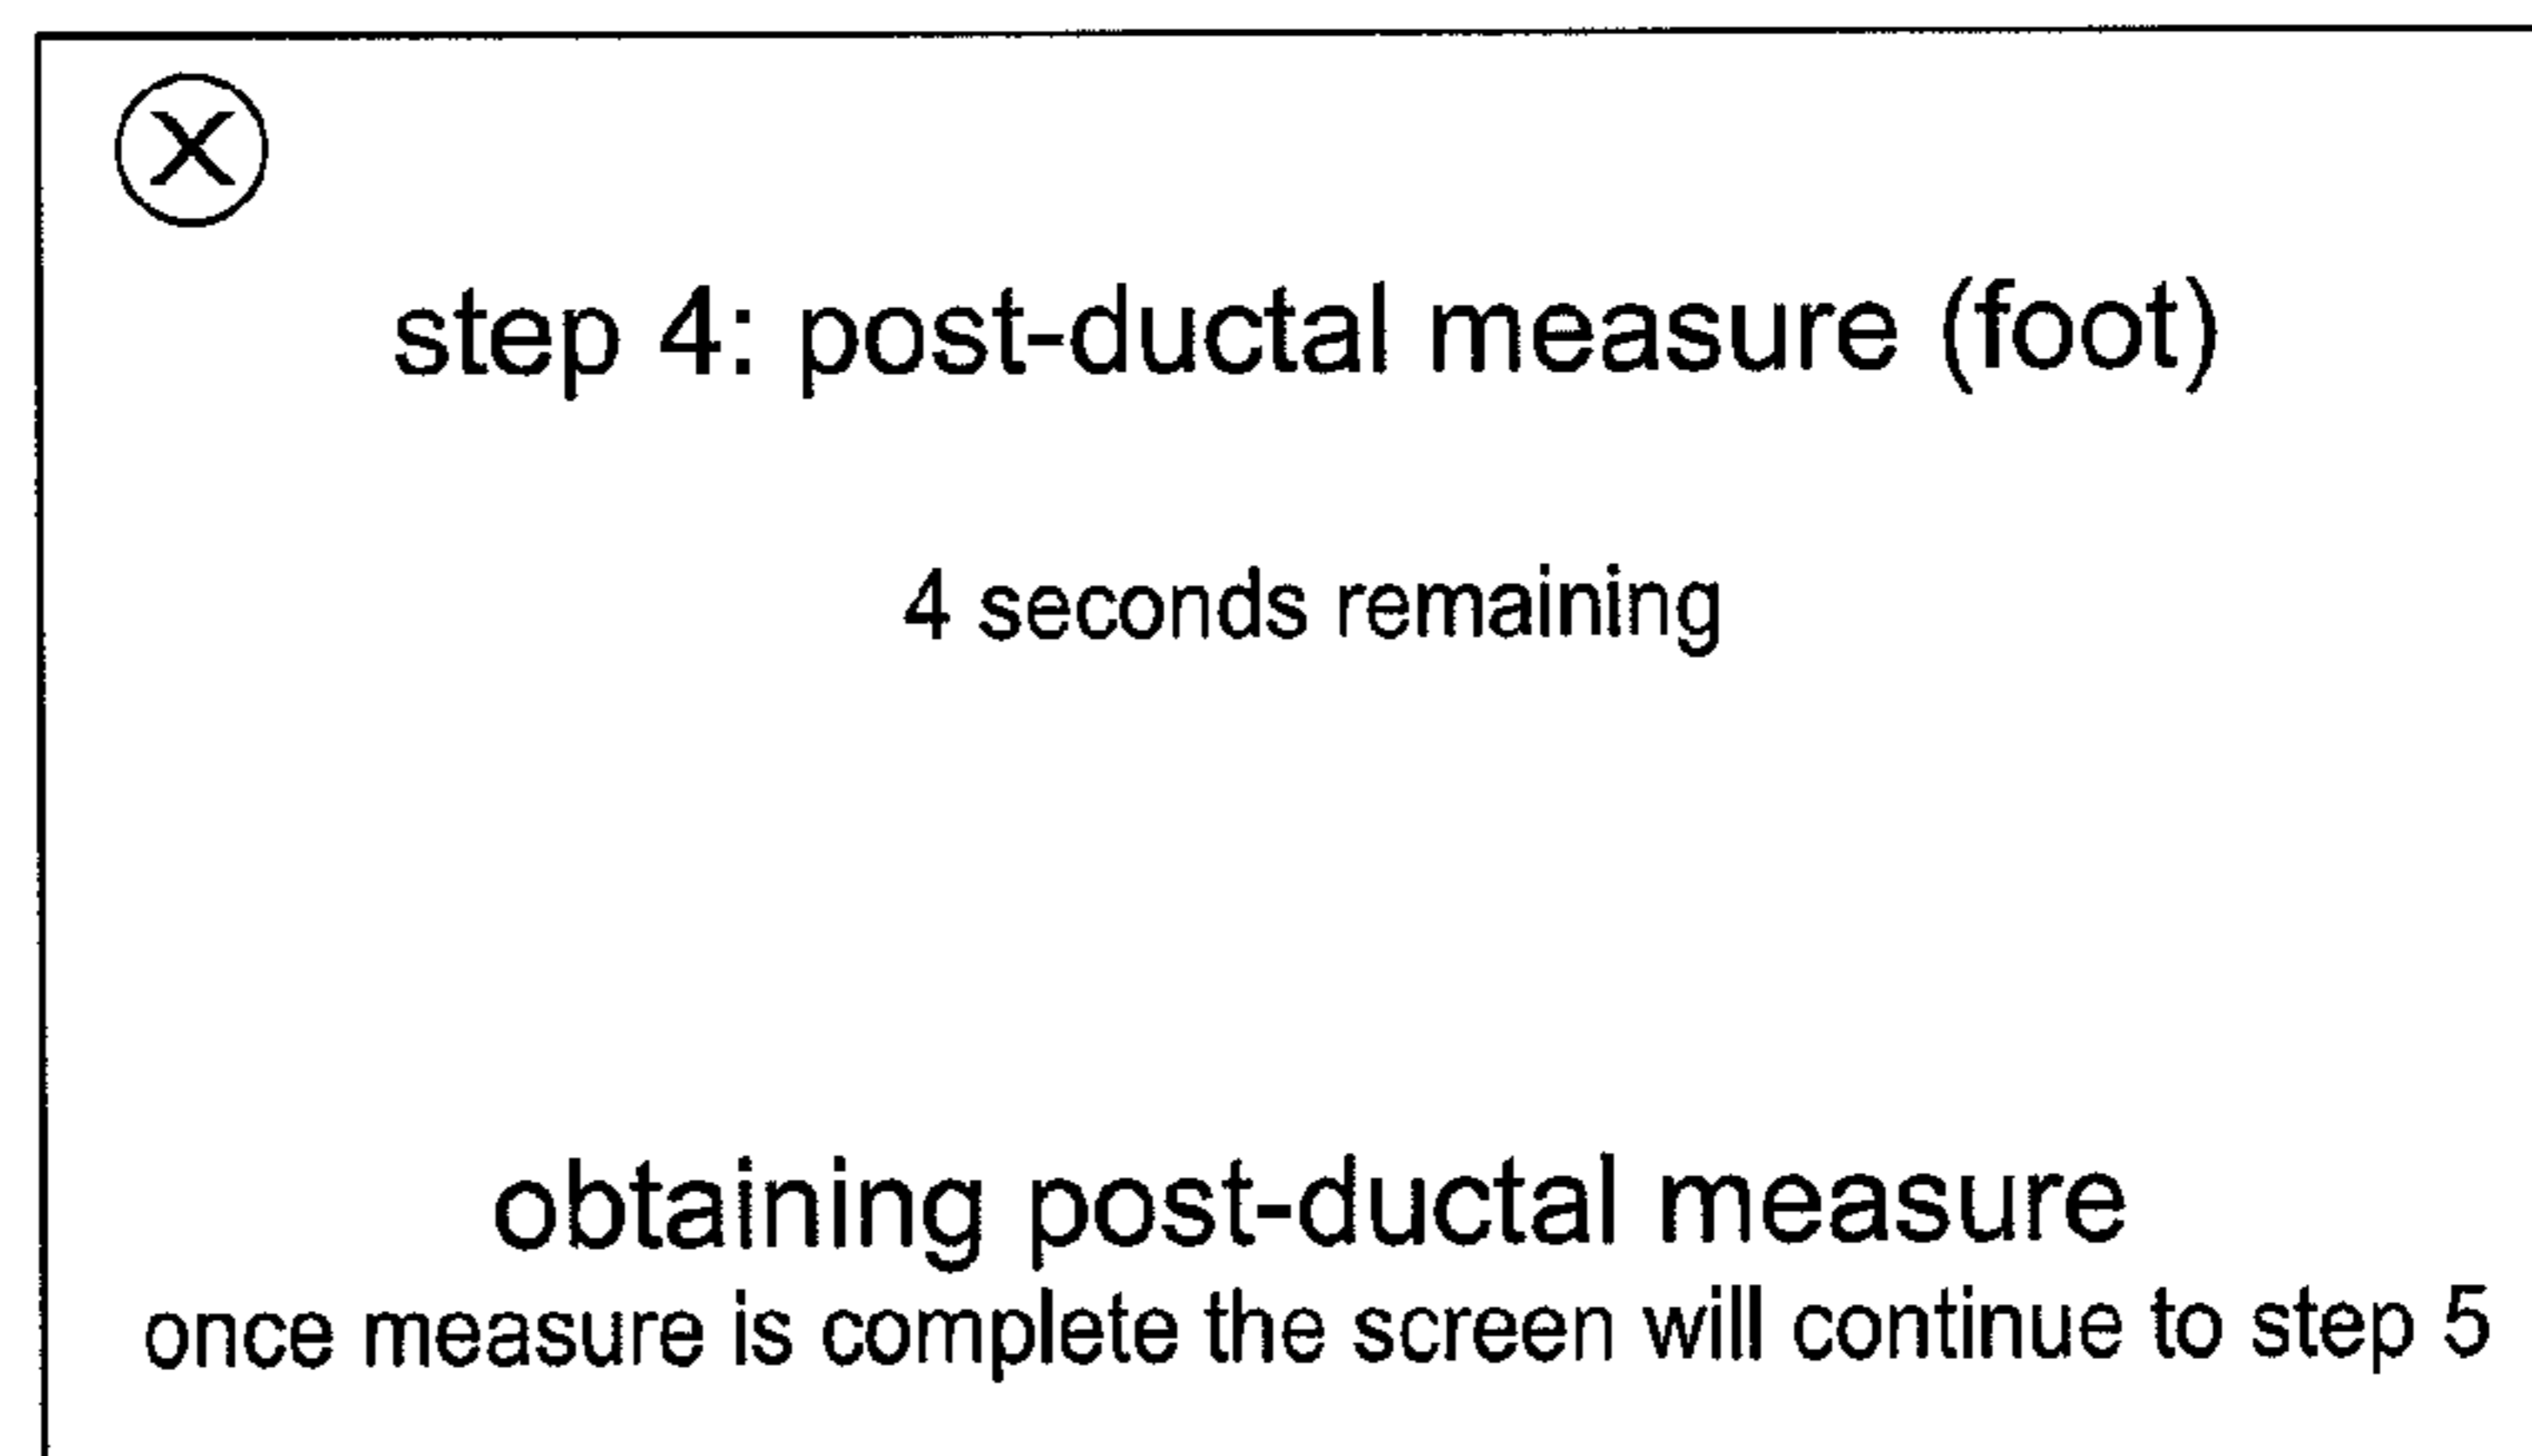 X
step 4: post-ductal measure (foot)
4 seconds remaining
obtaining post-ductal measure
once measure is complete the screen will continue to step 5